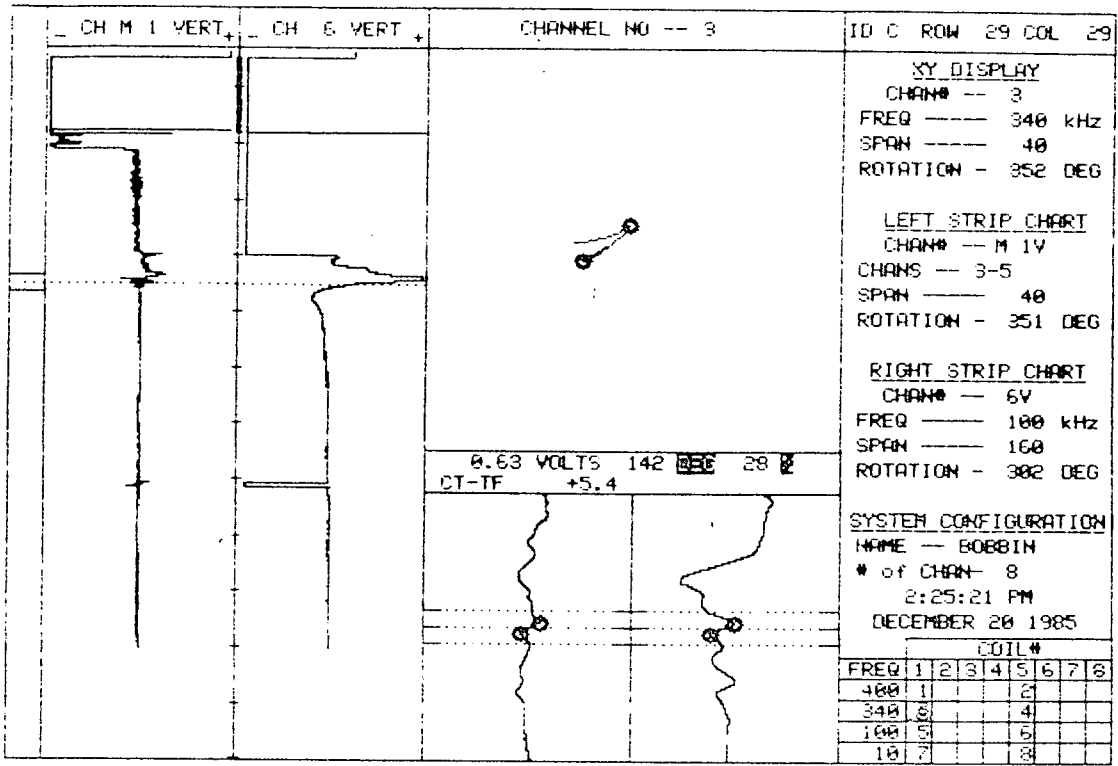 _ CH M 1 VERT +
_ CH 6 VERT +
CHANNEL NO -- 3
ID C ROW 29 COL 29
XY DISPLAY
CHAN# -- 3
FREQ ----- 340 kHz
SPAN ----- 40
ROTATION - 352 DEG
LEFT STRIP CHART
CHAN# -- M 1V
CHANS -- 3-5
SPAN ----- 40
ROTATION - 351 DEG
RIGHT STRIP CHART
CHAN# -- 6V
FREQ ----- 100 kHz
SPAN ----- 160
ROTATION - 302 DEG
0.63 VOLTS 142 DEG 28 %
CT-TF +5.4
SYSTEM CONFIGURATION
NAME -- BOBBIN
# of CHAN- 8
2:25:21 PM
DECEMBER 20 1985
COIL#
FREQ 1 2 3 4 5 6 7 8
400 1 2
340 3 4
100 5 6
10 7 8